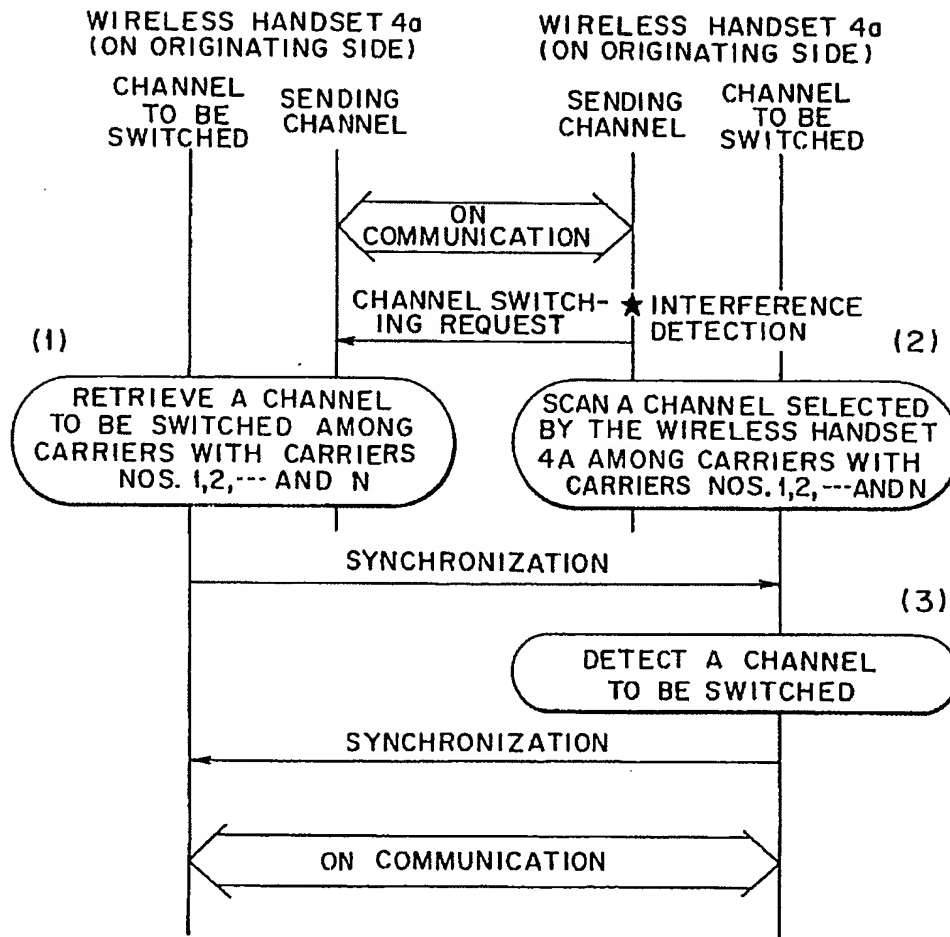 WIRELESS HANDSET 4a
(ON ORIGINATING SIDE)
WIRELESS HANDSET 4a
(ON ORIGINATING SIDE)
CHANNEL
TO BE
SWITCHED
SENDING
CHANNEL
SENDING
CHANNEL
CHANNEL
TO BE
SWITCHED
ON
COMMUNICATION
CHANNEL SWITCH-
ING REQUEST
★ INTERFERENCE
DETECTION
(1)
(2)
RETRIEVE A CHANNEL
TO BE SWITCHED AMONG
CARRIERS WITH CARRIERS
NOS. 1,2,--- AND N
SCAN A CHANNEL SELECTED
BY THE WIRELESS HANDSET
4A AMONG CARRIERS WITH
CARRIERS NOS. 1,2,---AND N
SYNCHRONIZATION
(3)
DETECT A CHANNEL
TO BE SWITCHED
SYNCHRONIZATION
ON COMMUNICATION